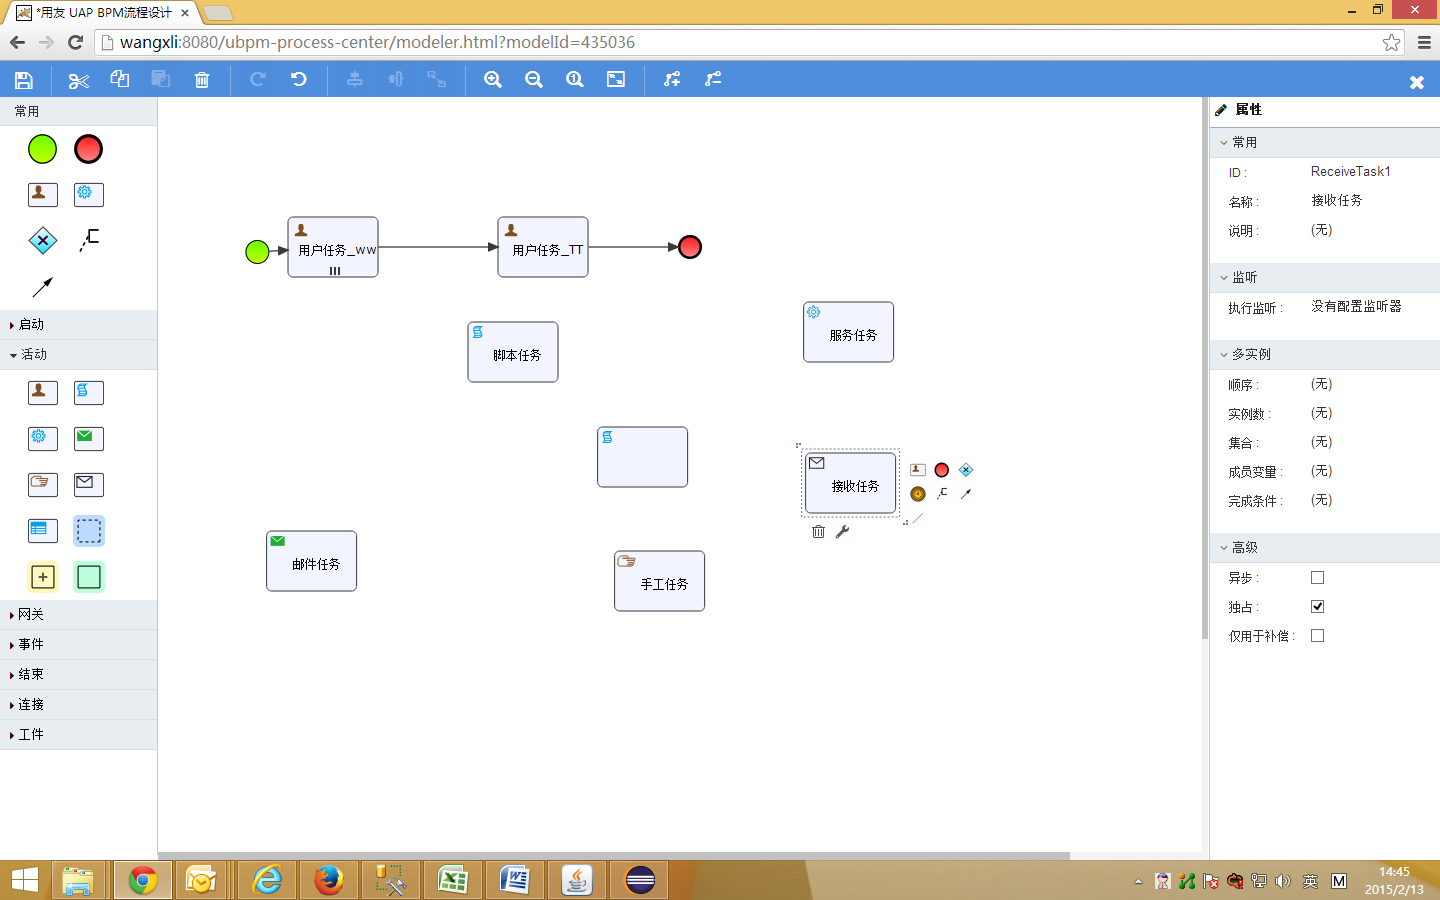 *用友 UAP BPM流程设计
wangxli:8080/ubpm-process-center/modeler.html?modelId=435036
常用
启动
活动
网关
事件
结束
连接
工件
用户任务_ww
用户任务_TT
脚本任务
服务任务
接收任务
邮件任务
手工任务
属性
常用
ID : ReceiveTask1
名称 : 接收任务
说明 : (无)
监听
执行监听 : 没有配置监听器
多实例
顺序 : (无)
实例数 : (无)
集合 : (无)
成员变量 : (无)
完成条件 : (无)
高级
异步 :
独占 :
仅用于补偿 :
英 M
14:45
2015/2/13